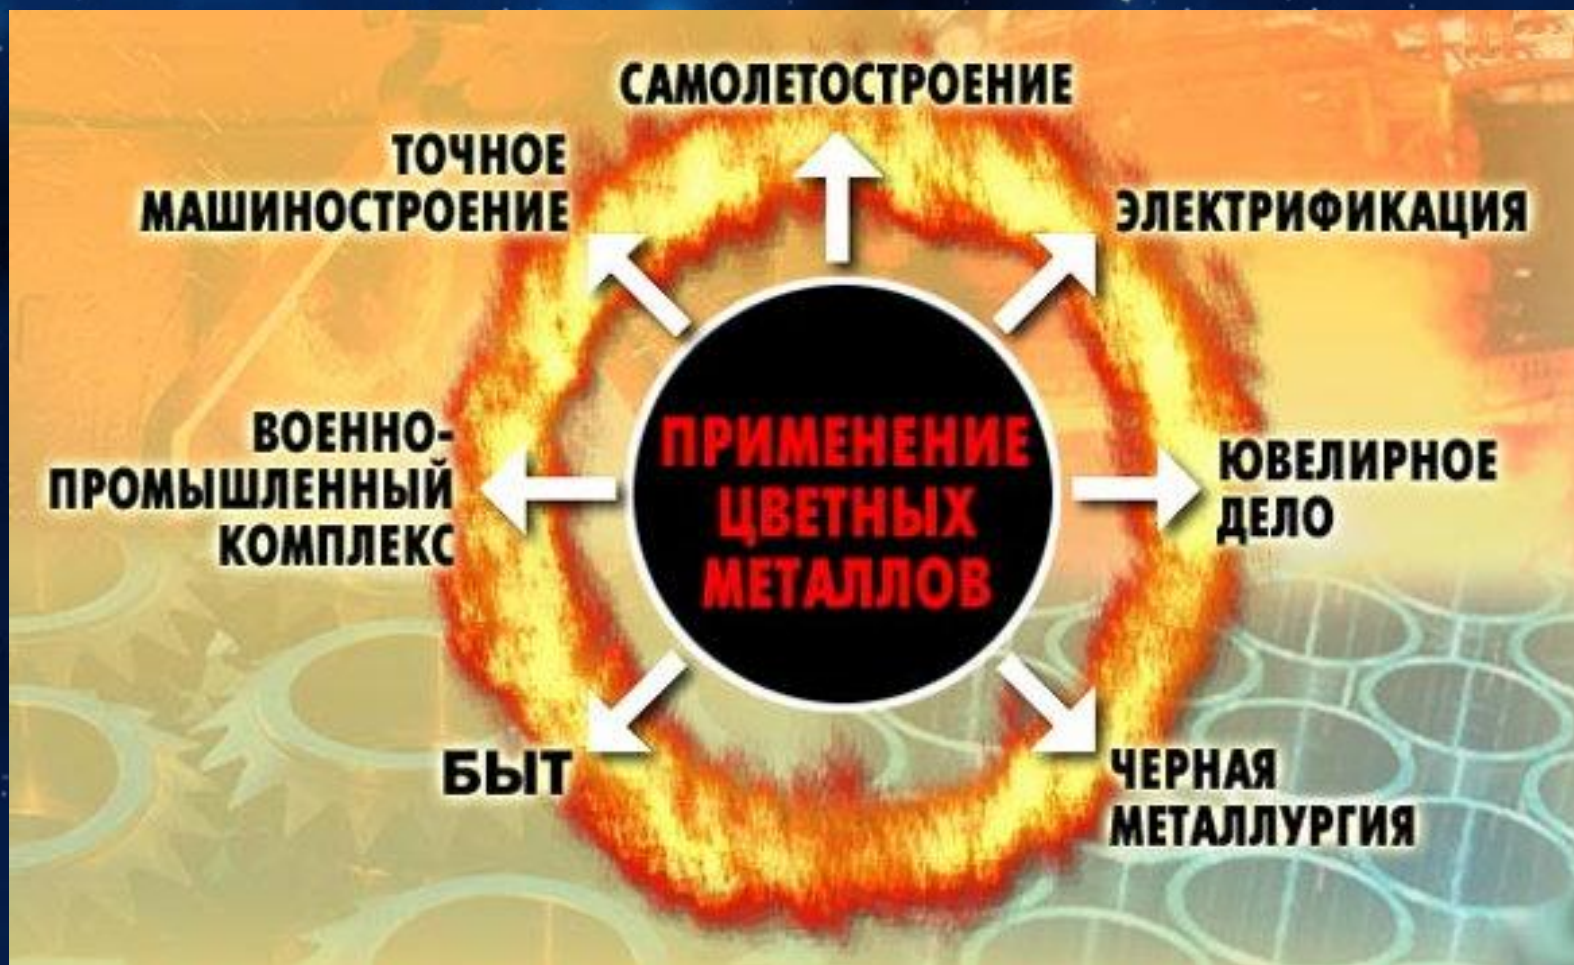 САМОЛЕТОСТРОЕНИЕ
ТОЧНОЕ
МАШИНОСТРОЕНИЕ
ЭЛЕКТРИФИКАЦИЯ
ВОЕННО-
ПРОМЫШЛЕННЫЙ
КОМПЛЕКС
ПРИМЕНЕНИЕ
ЦВЕТНЫХ
МЕТАЛЛОВ
ЮВЕЛИРНОЕ
ДЕЛО
БЫТ
ЧЕРНАЯ
МЕТАЛЛУРГИЯ